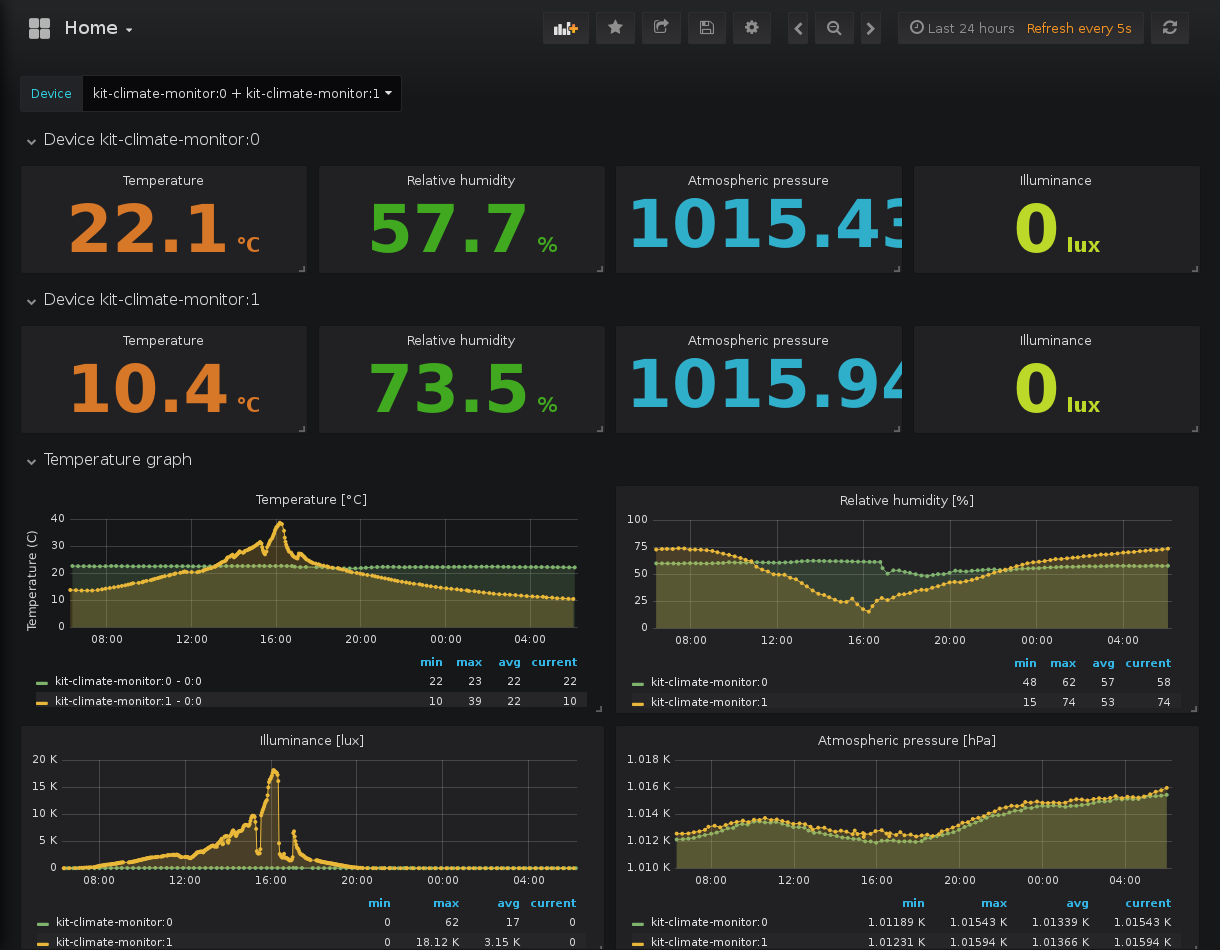 Home
Last 24 hours Refresh every 5s
Device kit-climate-monitor:0 + kit-climate-monitor:1
Device kit-climate-monitor:0
Temperature Relative humidity Atmospheric pressure Illuminance
22.1 °C 57.7 % 1015.43 0 lux
Device kit-climate-monitor:1
Temperature Relative humidity Atmospheric pressure Illuminance
10.4 °C 73.5 % 1015.94 0 lux
Temperature graph
Temperature [°C]
Temperature (C)
40
30
20
10
0
08:00 12:00 16:00 20:00 00:00 04:00
min max avg current
kit-climate-monitor:0 - 0:0 22 23 22 22
kit-climate-monitor:1 - 0:0 10 39 22 10
Relative humidity [%]
100
75
50
25
0
08:00 12:00 16:00 20:00 00:00 04:00
min max avg current
kit-climate-monitor:0 48 62 57 58
kit-climate-monitor:1 15 74 53 74
Illuminance [lux]
20 K
15 K
10 K
5 K
0
08:00 12:00 16:00 20:00 00:00 04:00
min max avg current
kit-climate-monitor:0 0 62 17 0
kit-climate-monitor:1 0 18.12 K 3.15 K 0
Atmospheric pressure [hPa]
1.018 K
1.016 K
1.014 K
1.012 K
1.010 K
08:00 12:00 16:00 20:00 00:00 04:00
min max avg current
kit-climate-monitor:0 1.01189 K 1.01543 K 1.01339 K 1.01543 K
kit-climate-monitor:1 1.01231 K 1.01594 K 1.01366 K 1.01594 K